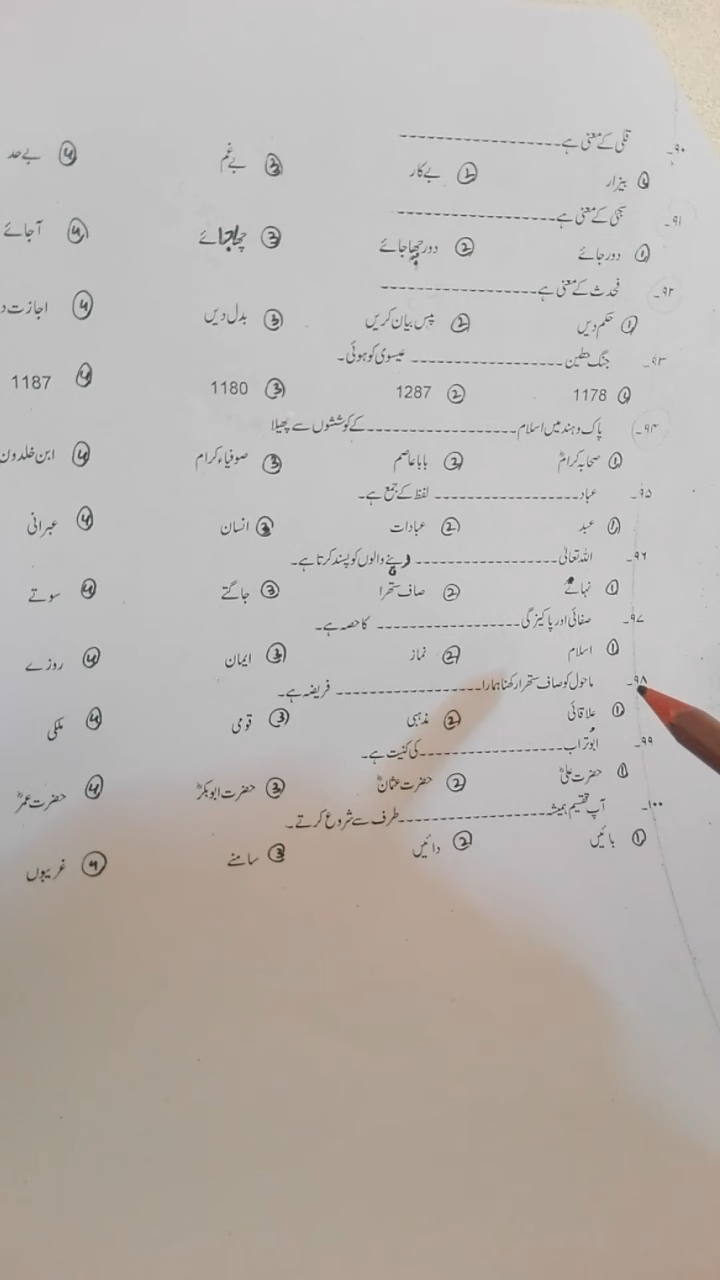 ۹۰۔ قلی کے معنی ہے ------------------
① بیزار ② بے کار ③ بے غم ④ بے حد
۹۱۔ تجی کے معنی ہے ------------------
① دور جائے ② دور چھا جائے ③ چھا جائے ④ آجائے
۹۲۔ فحدث کے معنی ہے ------------------
① حکم دیں ② پس بیان کریں ③ بدل دیں ④ اجازت د
۹۳۔ جنگ حطین ------------------ عیسوی کو ہوئی۔
① 1178 ② 1287 ③ 1180 ④ 1187
۹۴۔ پاک و ہند میں اسلام ------------------ کے کوششوں سے پھیلا
① صحابہ کرامؓ ② بابا عاصم ③ صوفیاء کرام ④ ابن خلدون
۹۵۔ عباد ------------------ لفظ کے جمع ہے۔
① عبد ② عبادات ③ انسان ④ عبرانی
۹۶۔ اللہ تعالیٰ ------------------ رہنے والوں کو پسند کرتا ہے۔
① نہاتے ② صاف ستھرا ③ جاگتے ④ سوتے
۹۷۔ صفائی اور پاکیزگی ------------------ کا حصہ ہے۔
① اسلام ② نماز ③ ایمان ④ روزے
۹۸۔ ماحول کو صاف ستھرا رکھنا ہمارا ------------------ فریضہ ہے۔
① علاقائی ② مذہبی ③ قومی ④ ملکی
۹۹۔ ابوتراب ------------------ کی کنیت ہے۔
① حضرت علیؓ ② حضرت عثمانؓ ③ حضرت ابوبکرؓ ④ حضرت عمرؓ
۱۰۰۔ آپ تقسیم ہمیشہ ------------------ طرف سے شروع کرتے۔
① بائیں ② دائیں ③ سامنے ④ غریبوں